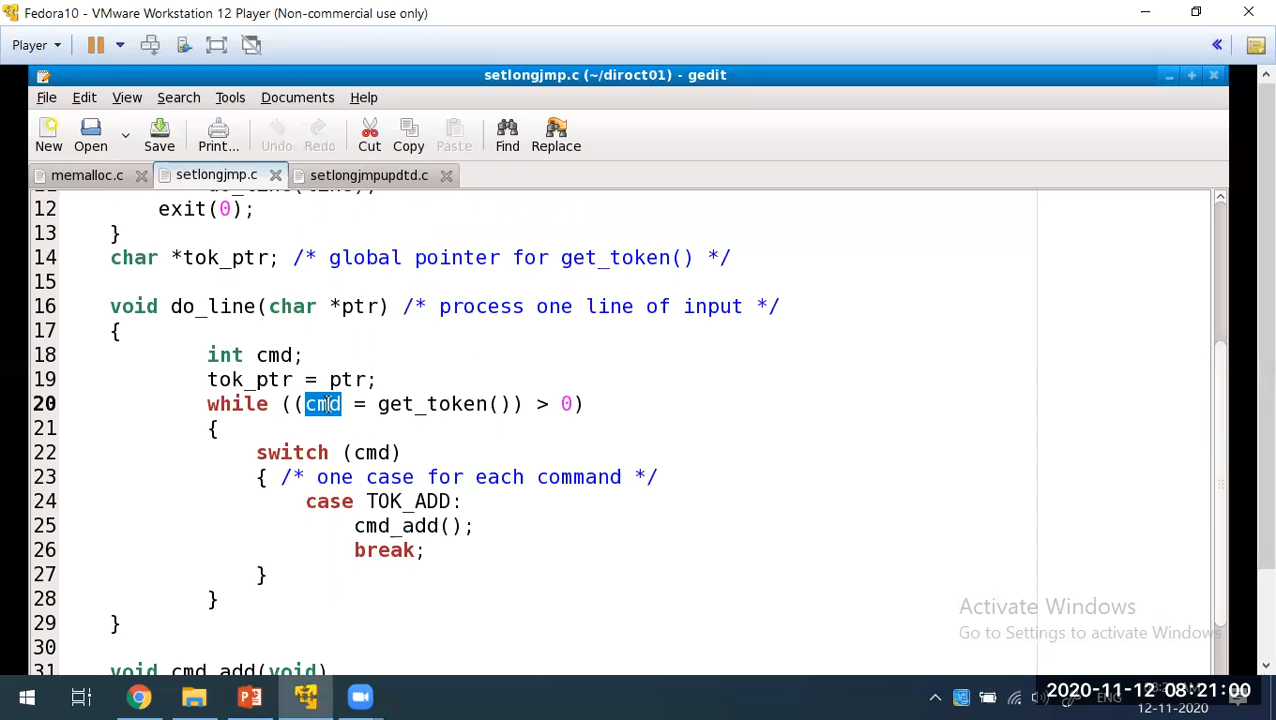 Fedora10 - VMware Workstation 12 Player (Non-commercial use only)
Player
setlongjmp.c (~/diroct01) - gedit
File Edit View Search Tools Documents Help
New Open Save Print... Undo Redo Cut Copy Paste Find Replace
memalloc.c setlongjmp.c setlongjmpupdtd.c
12 exit(0);
13 }
14 char *tok_ptr; /* global pointer for get_token() */
15
16 void do_line(char *ptr) /* process one line of input */
17 {
18 int cmd;
19 tok_ptr = ptr;
20 while ((cmd = get_token()) > 0)
21 {
22 switch (cmd)
23 { /* one case for each command */
24 case TOK_ADD:
25 cmd_add();
26 break;
27 }
28 }
29 }
30
31 void cmd_add(void)
Activate Windows
Go to Settings to activate Windows.
ENG
2020-11-12 08:21:00
12-11-2020